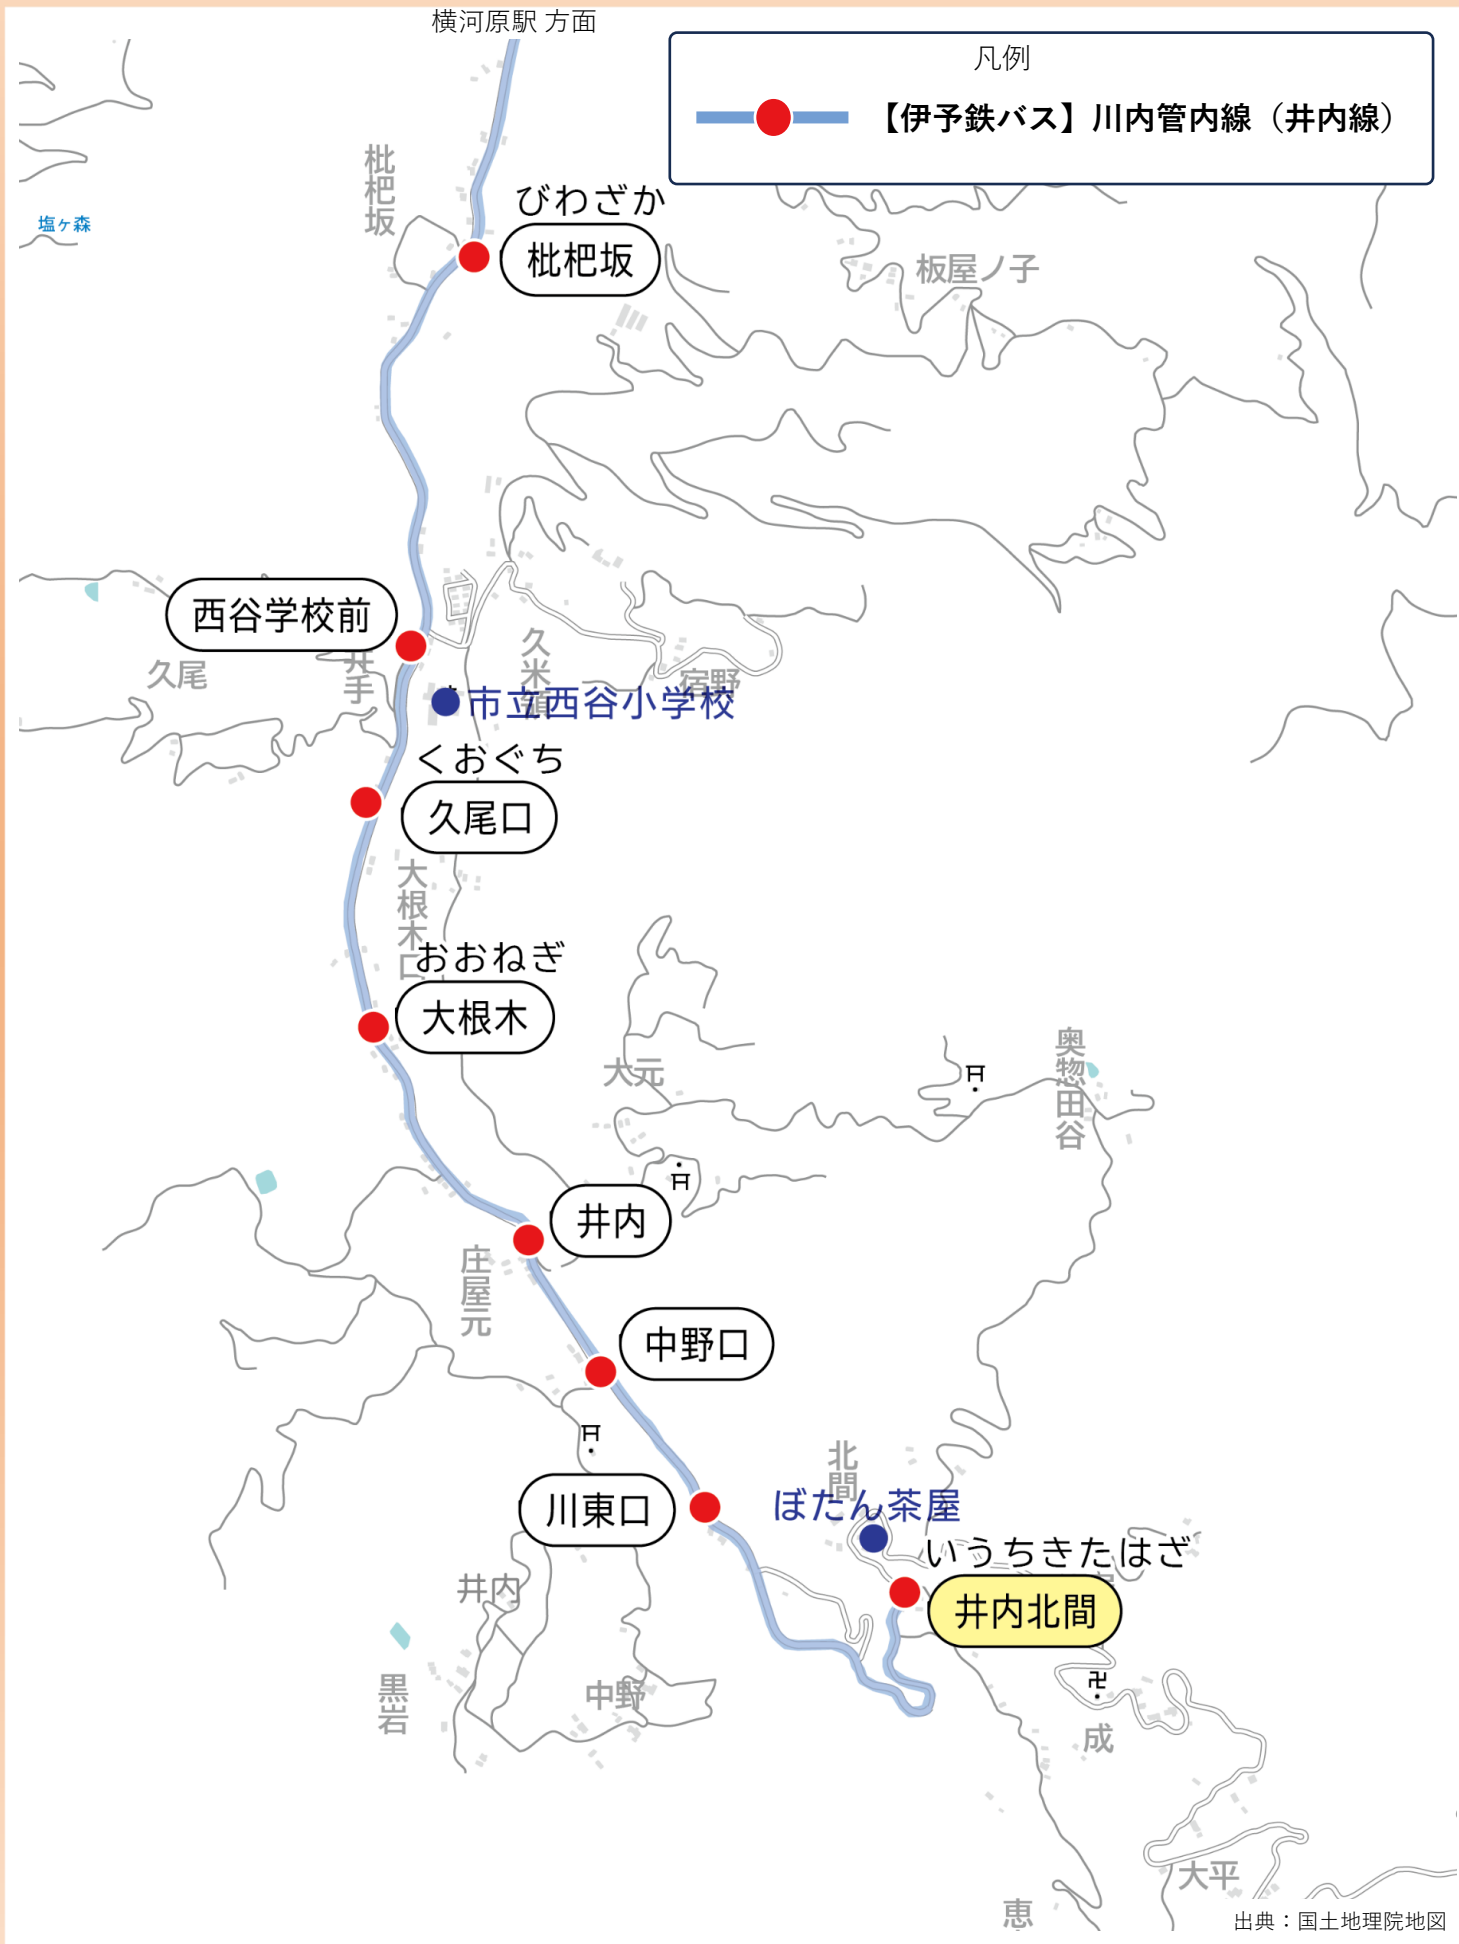 横河原駅 方面
凡例
【伊予鉄バス】川内管内線（井内線）
枇杷坂
塩ヶ森
びわざか
枇杷坂
板屋ノ子
西谷学校前
久尾
井手
久米
宿野
市立西谷小学校
くおぐち
久尾口
大根木口
おおねぎ
大根木
大元
奥惣田谷
井内
庄屋元
中野口
川東口
北間
ぼたん茶屋
いうちきたはざ
井内北間
井内
黒岩
中野
成
大平
恵
出典：国土地理院地図